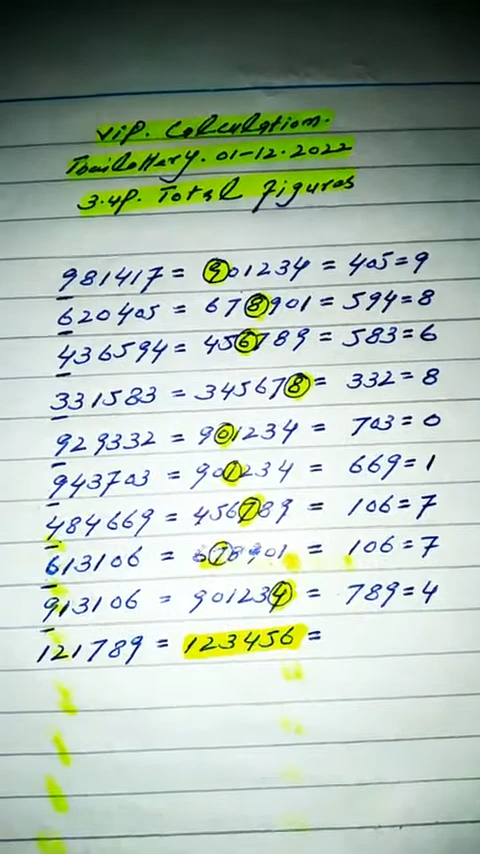 vip. Calculation.
Thailottery. 01-12-2022
3.up. Total figures
981417 = 901234 = 405=9
620405 = 678901 = 594=8
436594 = 456789 = 583=6
331583 = 345678 = 332=8
929332 = 901234 = 703=0
943703 = 901234 = 669=1
484669 = 456789 = 106=7
613106 = 678901 = 106=7
913106 = 901234 = 789=4
121789 = 123456 =